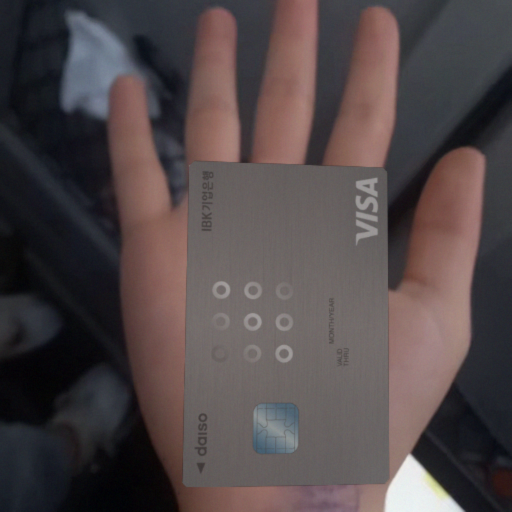 IBK기업은행
VISA
MONTH/YEAR
VALID
THRU
daiso